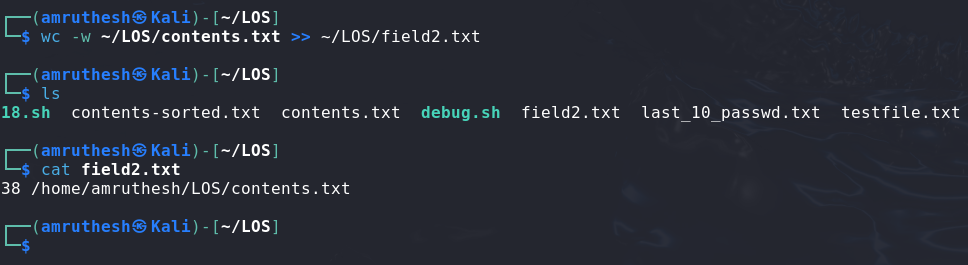 ┌──(amruthesh㉿Kali)-[~/LOS]
└─$ wc -w ~/LOS/contents.txt >> ~/LOS/field2.txt
┌──(amruthesh㉿Kali)-[~/LOS]
└─$ ls
18.sh  contents-sorted.txt  contents.txt  debug.sh  field2.txt  last_10_passwd.txt  testfile.txt
┌──(amruthesh㉿Kali)-[~/LOS]
└─$ cat field2.txt
38 /home/amruthesh/LOS/contents.txt
┌──(amruthesh㉿Kali)-[~/LOS]
└─$